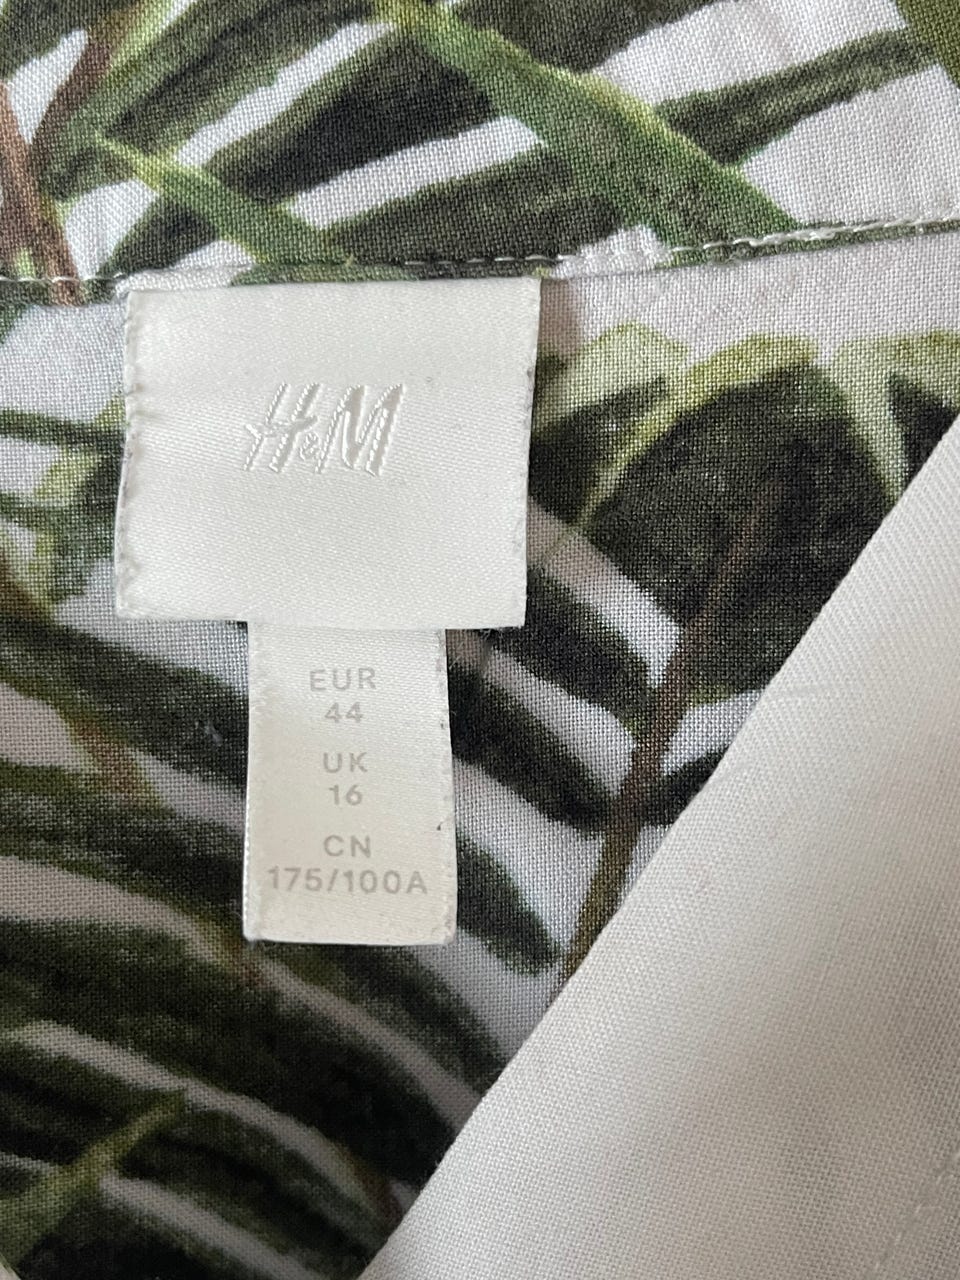 H&M
EUR
44
UK
16
CN
175/100A